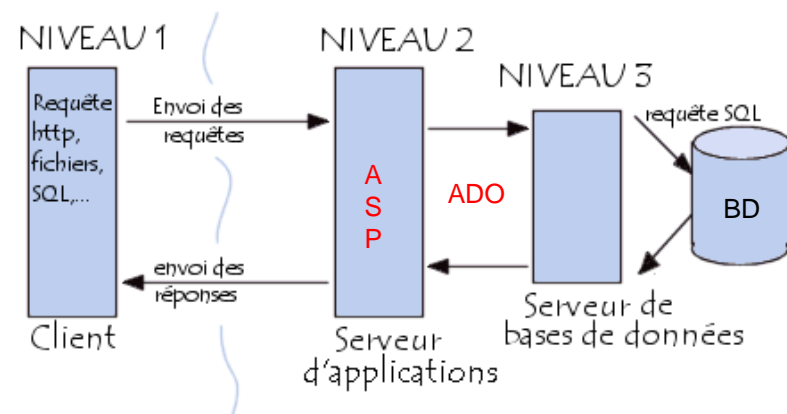 NIVEAU 1
NIVEAU 2
NIVEAU 3
Requête
http,
fichiers,
SQL,...
Envoi des
requêtes
envoi des
réponses
A
S
P
ADO
requête SQL
BD
Client
Serveur
d'applications
Serveur de
bases de données